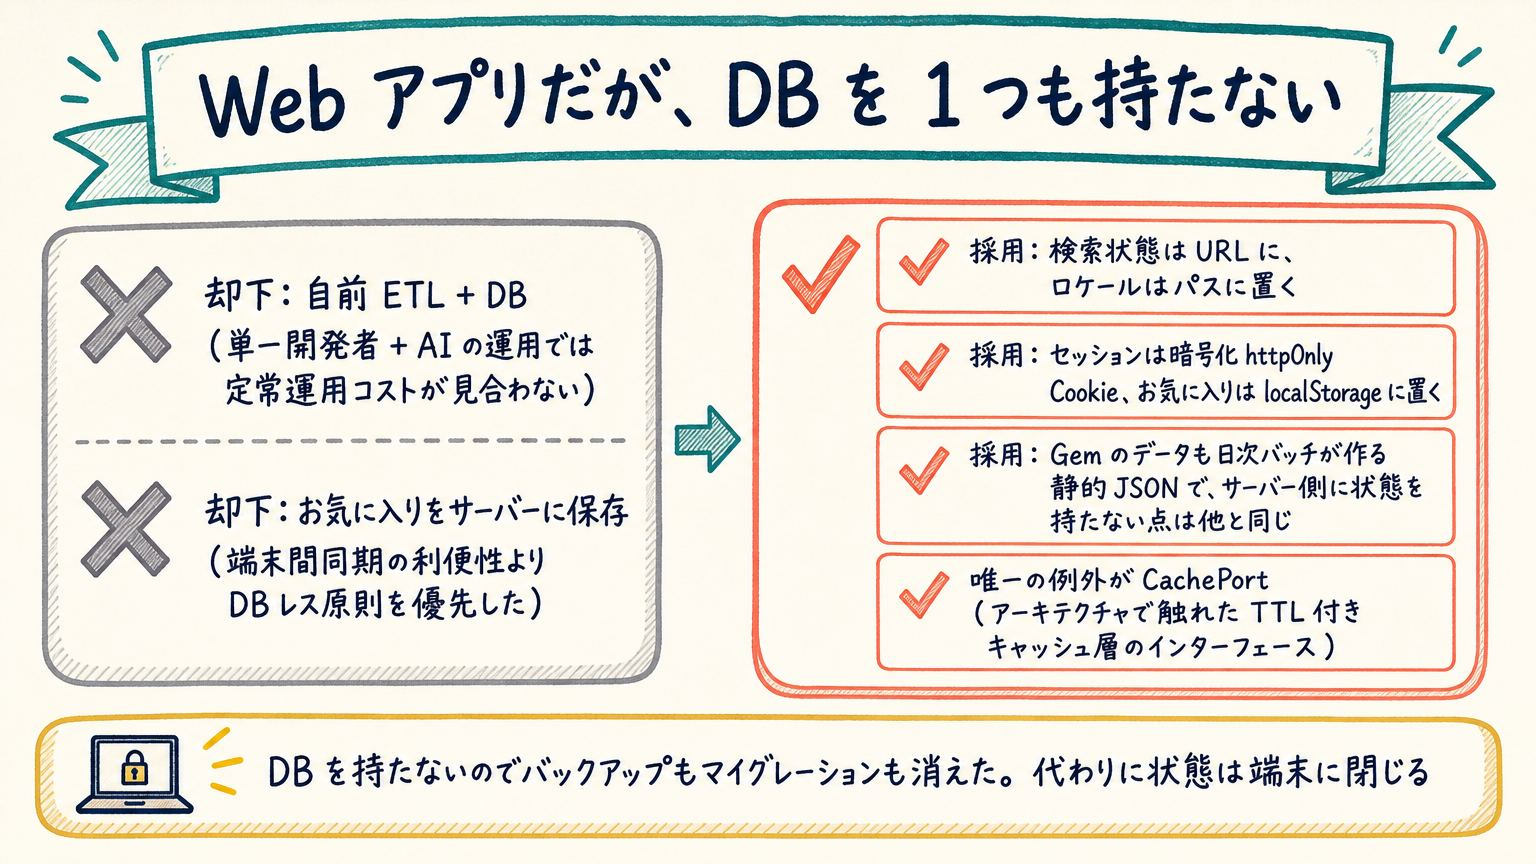 Web アプリだが、DB を 1 つも持たない
却下：自前 ETL + DB
（単一開発者 + AI の運用では
定常運用コストが見合わない）
却下：お気に入りをサーバーに保存
（端末間同期の利便性より
DB レス原則を優先した）
採用：検索状態は URL に、
ロケールはパスに置く
採用：セッションは暗号化 httpOnly
Cookie、お気に入りは localStorage に置く
採用：Gem のデータも日次バッチが作る
静的 JSON で、サーバー側に状態を
持たない点は他と同じ
唯一の例外が CachePort
（アーキテクチャで触れた TTL 付き
キャッシュ層のインターフェース）
DB を持たないのでバックアップもマイグレーションも消えた。代わりに状態は端末に閉じる